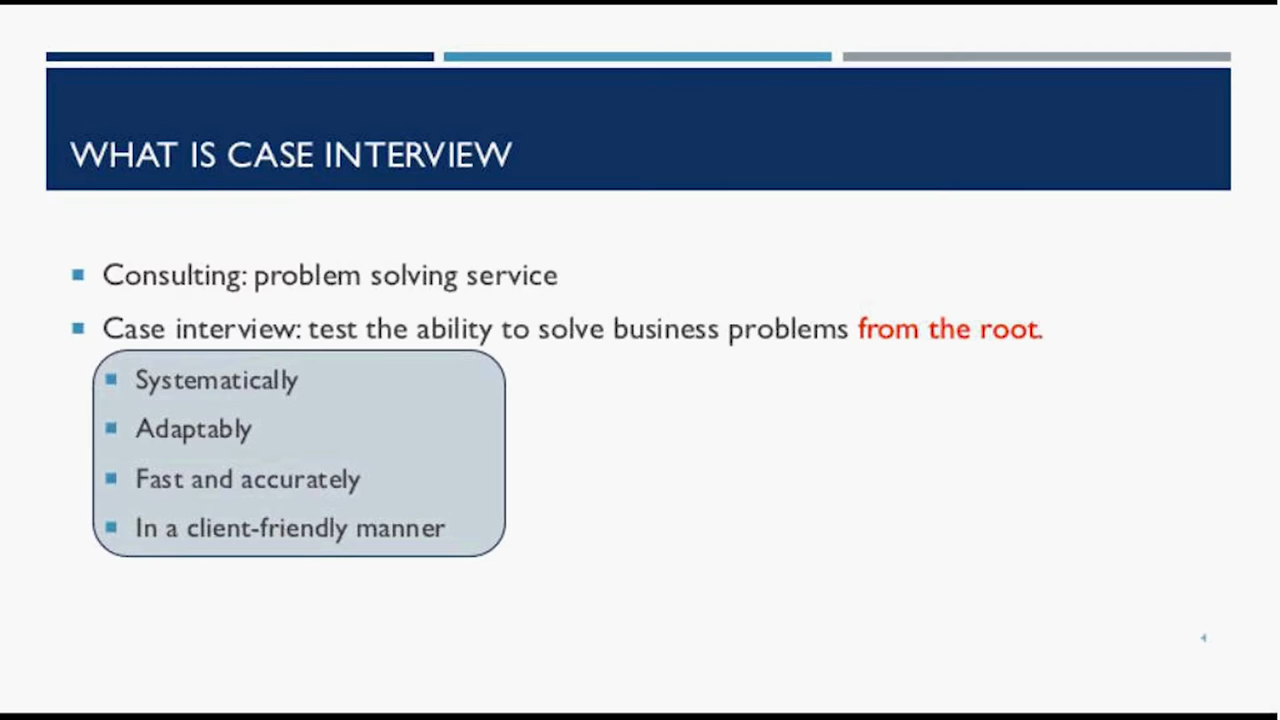 WHAT IS CASE INTERVIEW
Consulting: problem solving service
Case interview: test the ability to solve business problems from the root.
Systematically
Adaptably
Fast and accurately
In a client-friendly manner
4